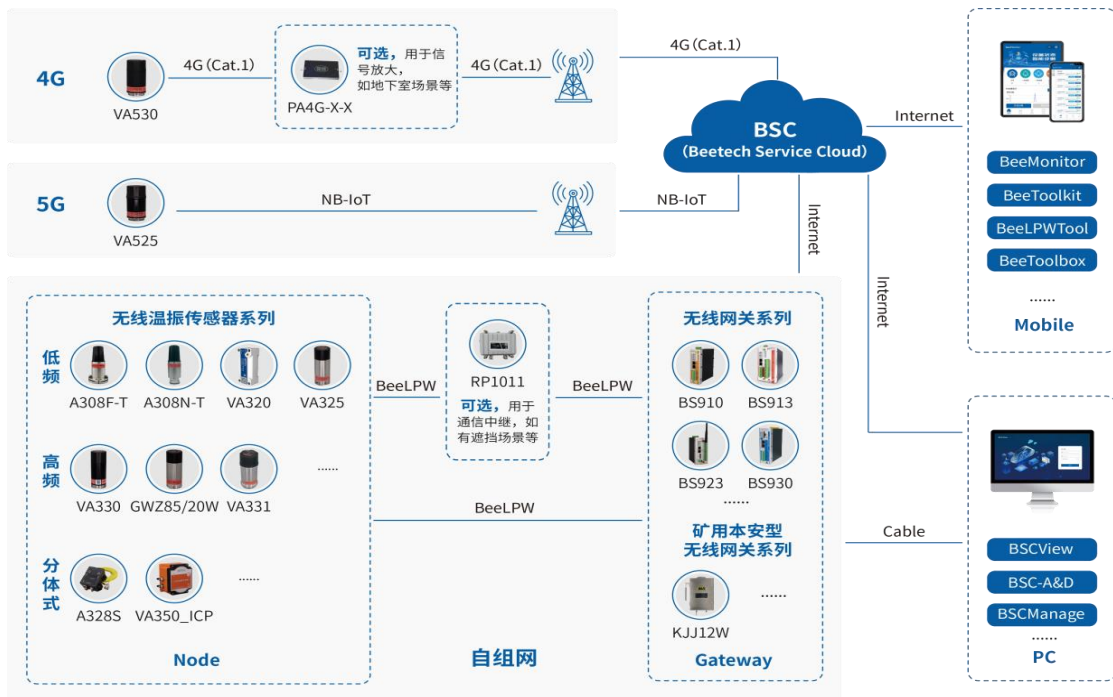 4G
VA530
4G(Cat.1)
PA4G-X-X
可选，用于信
号放大，
如地下室场景等
4G(Cat.1)
4G(Cat.1)
5G
VA525
NB-IoT
NB-IoT
BSC
(Beetech Service Cloud)
Internet
Internet
Internet
BeeMonitor
BeeToolkit
BeeLPWTool
BeeToolbox
......
Mobile
无线温振传感器系列
低频
A308F-T
A308N-T
VA320
VA325
高频
VA330
GWZ85/20W
VA331
......
分体式
A328S
VA350_ICP
......
Node
BeeLPW
RP1011
可选，用于
通信中继，如
有遮挡场景等
BeeLPW
BeeLPW
自组网
无线网关系列
BS910
BS913
BS923
BS930
......
矿用本安型
无线网关系列
KJJ12W
......
Gateway
Cable
BSCView
BSC-A&D
BSCManage
......
PC